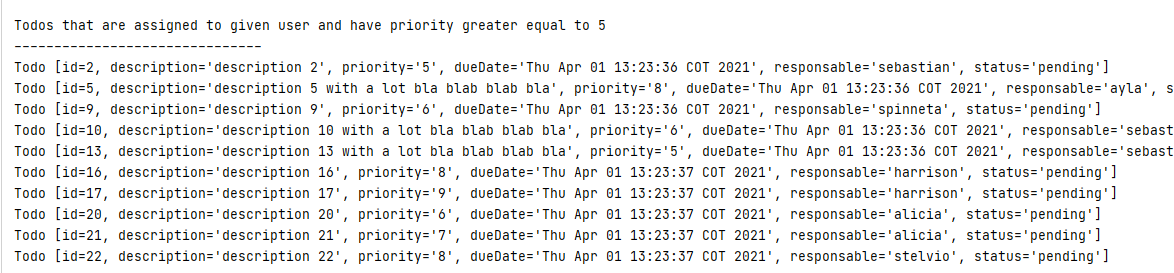 Todos that are assigned to given user and have priority greater equal to 5
-------------------------------
Todo [id=2, description='description 2', priority='5', dueDate='Thu Apr 01 13:23:36 COT 2021', responsable='sebastian', status='pending']
Todo [id=5, description='description 5 with a lot bla blab blab bla', priority='8', dueDate='Thu Apr 01 13:23:36 COT 2021', responsable='ayla', s
Todo [id=9, description='description 9', priority='6', dueDate='Thu Apr 01 13:23:36 COT 2021', responsable='spinneta', status='pending']
Todo [id=10, description='description 10 with a lot bla blab blab bla', priority='6', dueDate='Thu Apr 01 13:23:36 COT 2021', responsable='sebast
Todo [id=13, description='description 13 with a lot bla blab blab bla', priority='5', dueDate='Thu Apr 01 13:23:36 COT 2021', responsable='sebast
Todo [id=16, description='description 16', priority='8', dueDate='Thu Apr 01 13:23:37 COT 2021', responsable='harrison', status='pending']
Todo [id=17, description='description 17', priority='9', dueDate='Thu Apr 01 13:23:37 COT 2021', responsable='harrison', status='pending']
Todo [id=20, description='description 20', priority='6', dueDate='Thu Apr 01 13:23:37 COT 2021', responsable='alicia', status='pending']
Todo [id=21, description='description 21', priority='7', dueDate='Thu Apr 01 13:23:37 COT 2021', responsable='alicia', status='pending']
Todo [id=22, description='description 22', priority='8', dueDate='Thu Apr 01 13:23:37 COT 2021', responsable='stelvio', status='pending']